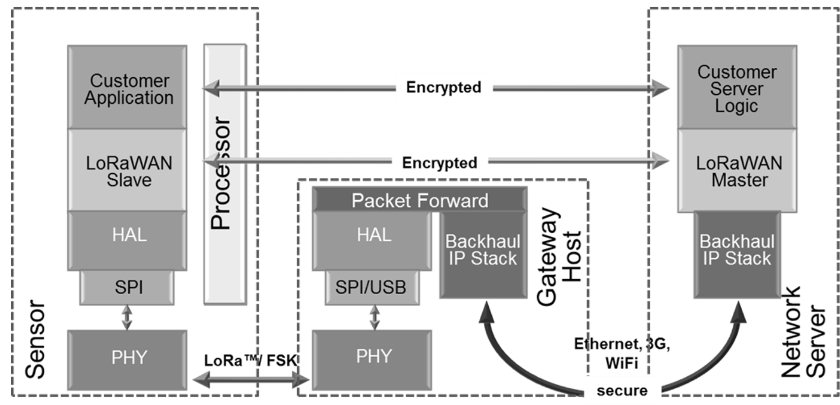 Customer
Application
LoRaWAN
Slave
HAL
SPI
PHY
Sensor
Processor
Encrypted
Encrypted
LoRa™/ FSK
Packet Forward
HAL
SPI/USB
PHY
Backhaul
IP Stack
Gateway
Host
Ethernet, 3G,
WiFi
secure
Customer
Server
Logic
LoRaWAN
Master
Backhaul
IP Stack
Network
Server